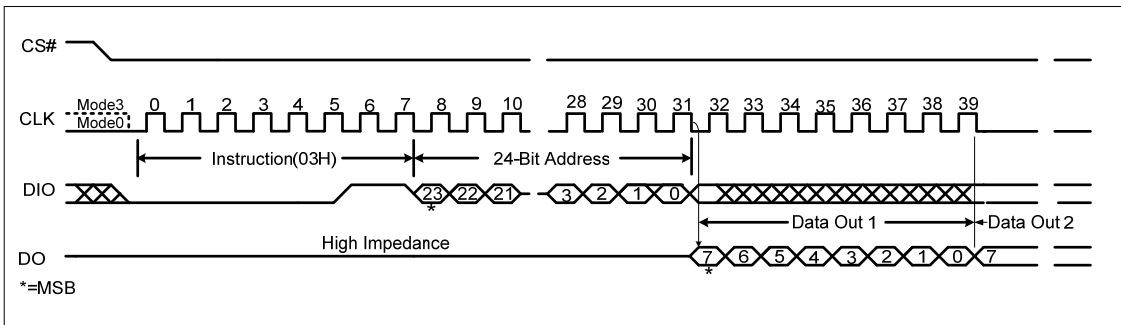 CS#
Mode3
0 1 2 3 4 5 6 7 8 9 10 28 29 30 31 32 33 34 35 36 37 38 39
CLK
Mode0
Instruction(03H) 24-Bit Address
DIO 23 22 21 3 2 1 0
*
Data Out 1 Data Out 2
High Impedance
DO 7 6 5 4 3 2 1 0 7
*
*=MSB